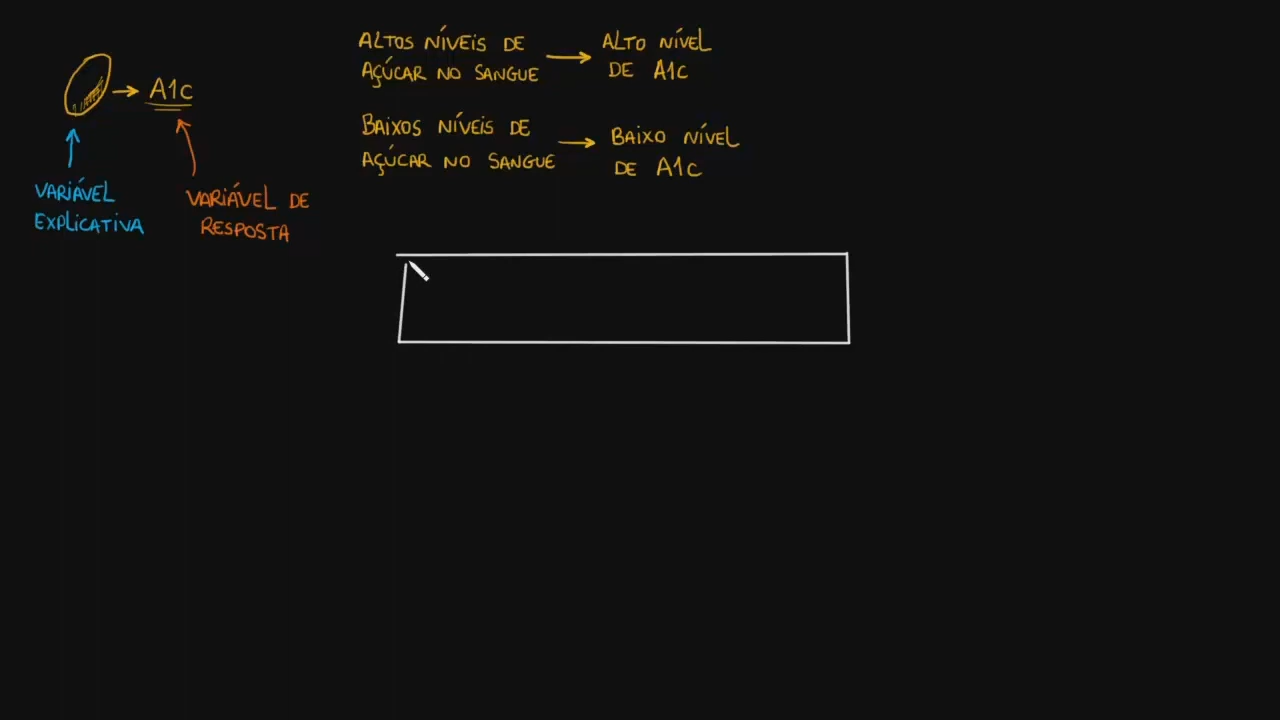 A1c
VARIÁVEL
EXPLICATIVA
VARIÁVEL DE
RESPOSTA
ALTOS NÍVEIS DE
AÇÚCAR NO SANGUE
ALTO NÍVEL
DE A1c
BAIXOS NÍVEIS DE
AÇÚCAR NO SANGUE
BAIXO NÍVEL
DE A1c